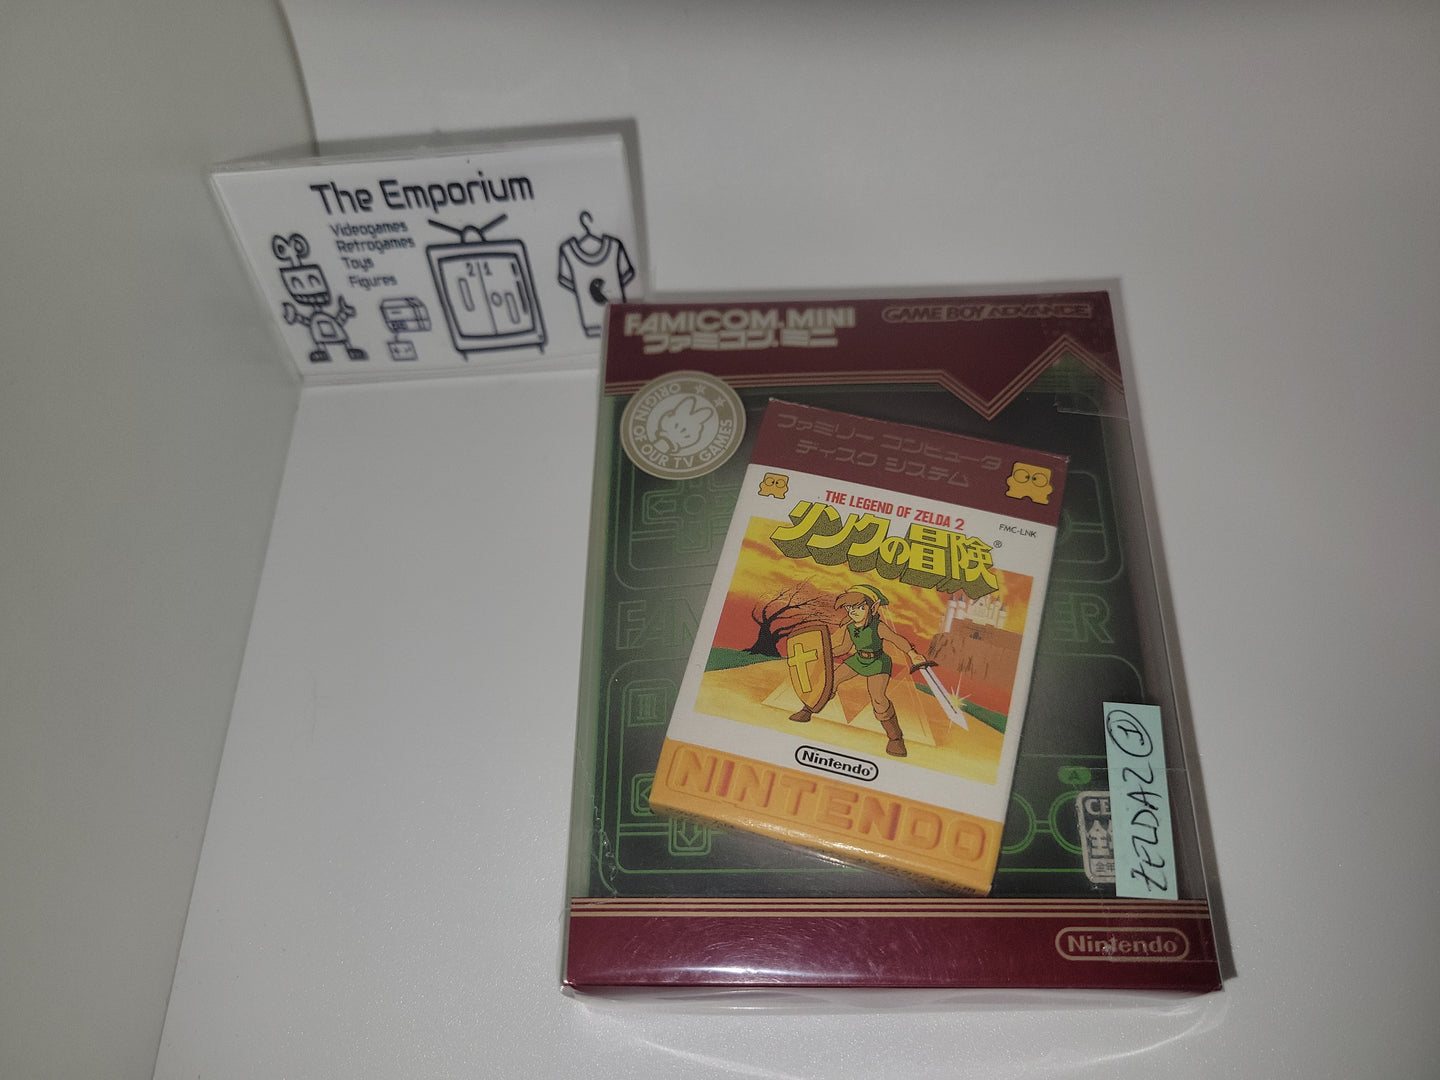 The Emporium
Videogames
Retrogames
Toys
Figures
21
FAMICOM MINI
ファミコン ミニ
GAME BOY ADVANCE
ORIGIN of OUR TV GAMES
ファミリー コンピュータ
ディスク システム
THE LEGEND OF ZELDA 2
リンクの冒険®
FMC-LNK
Nintendo®
NINTENDO
III
A
ZELDA2 1
Nintendo®